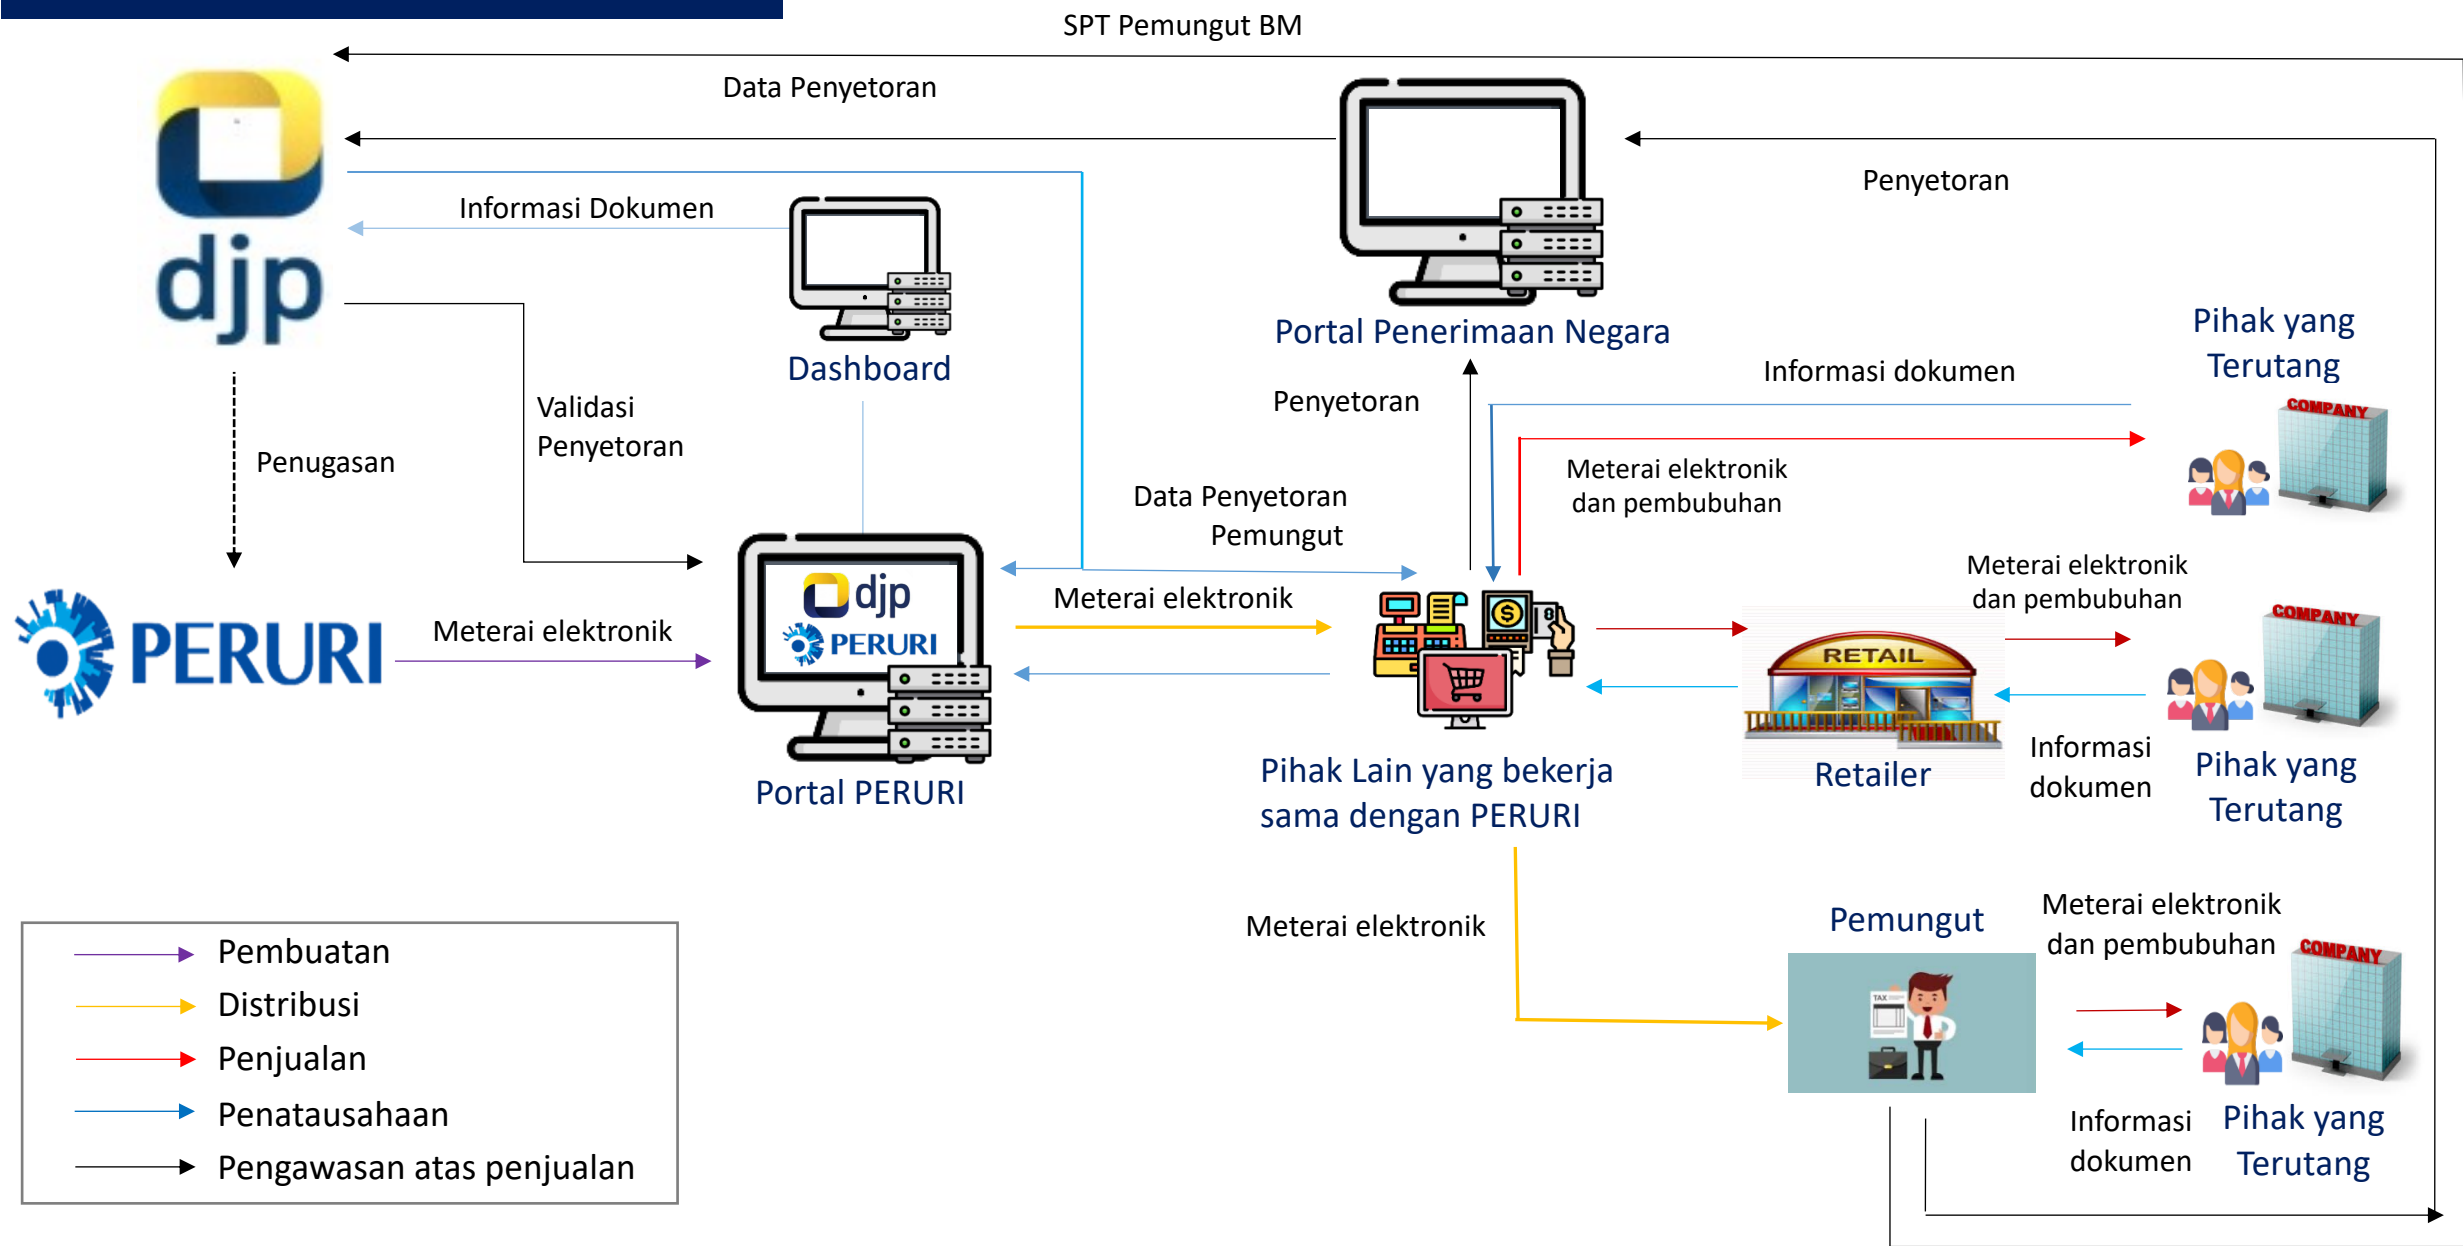 SPT Pemungut BM
Data Penyetoran
Penyetoran
Informasi Dokumen
djp
Dashboard
Portal Penerimaan Negara
Pihak yang
Terutang
COMPANY
Informasi dokumen
Penyetoran
Validasi
Penyetoran
Penugasan
Meterai elektronik
dan pembubuhan
Data Penyetoran
Pemungut
Meterai elektronik
dan pembubuhan
COMPANY
PERURI
Meterai elektronik
djp
PERURI
Portal PERURI
Meterai elektronik
$
8
Pihak Lain yang bekerja
sama dengan PERURI
RETAIL
Retailer
Informasi
dokumen
Pihak yang
Terutang
Meterai elektronik
Pemungut
TAX
Meterai elektronik
dan pembubuhan
COMPANY
Informasi
dokumen
Pihak yang
Terutang
Pembuatan
Distribusi
Penjualan
Penatausahaan
Pengawasan atas penjualan